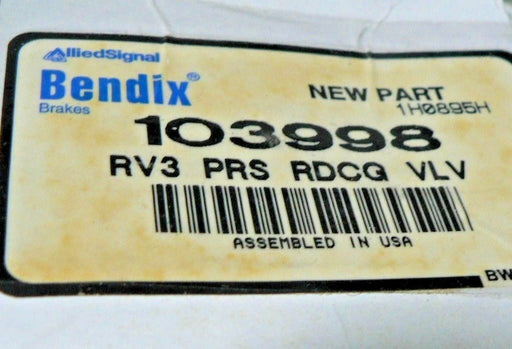 AlliedSignal
Bendix®
Brakes
NEW PART
1H0895H
103998
RV3 PRS RDCG VLV
ASSEMBLED IN USA
BW